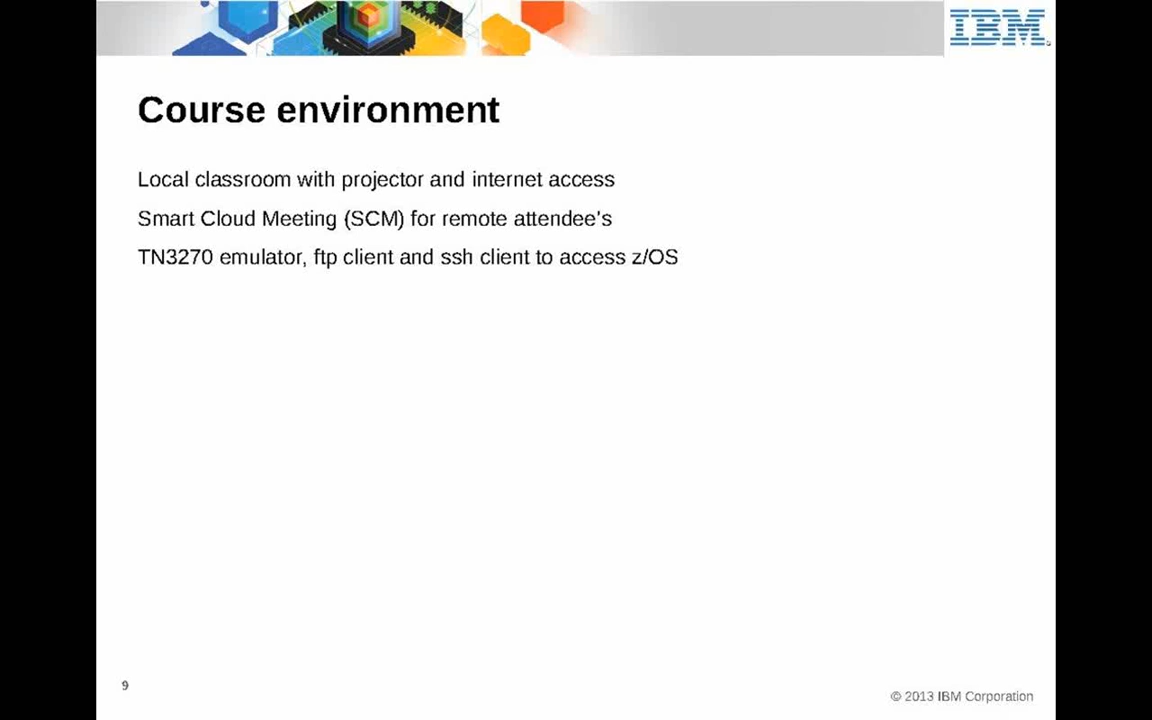 IBM
Course environment
Local classroom with projector and internet access
Smart Cloud Meeting (SCM) for remote attendee's
TN3270 emulator, ftp client and ssh client to access z/OS
9
© 2013 IBM Corporation